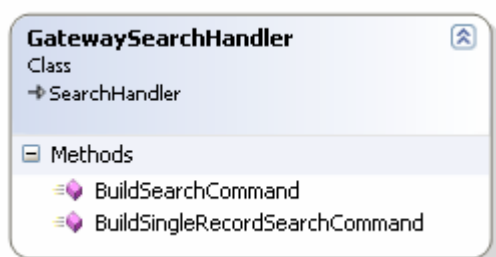 GatewaySearchHandler
Class
SearchHandler
Methods
BuildSearchCommand
BuildSingleRecordSearchCommand